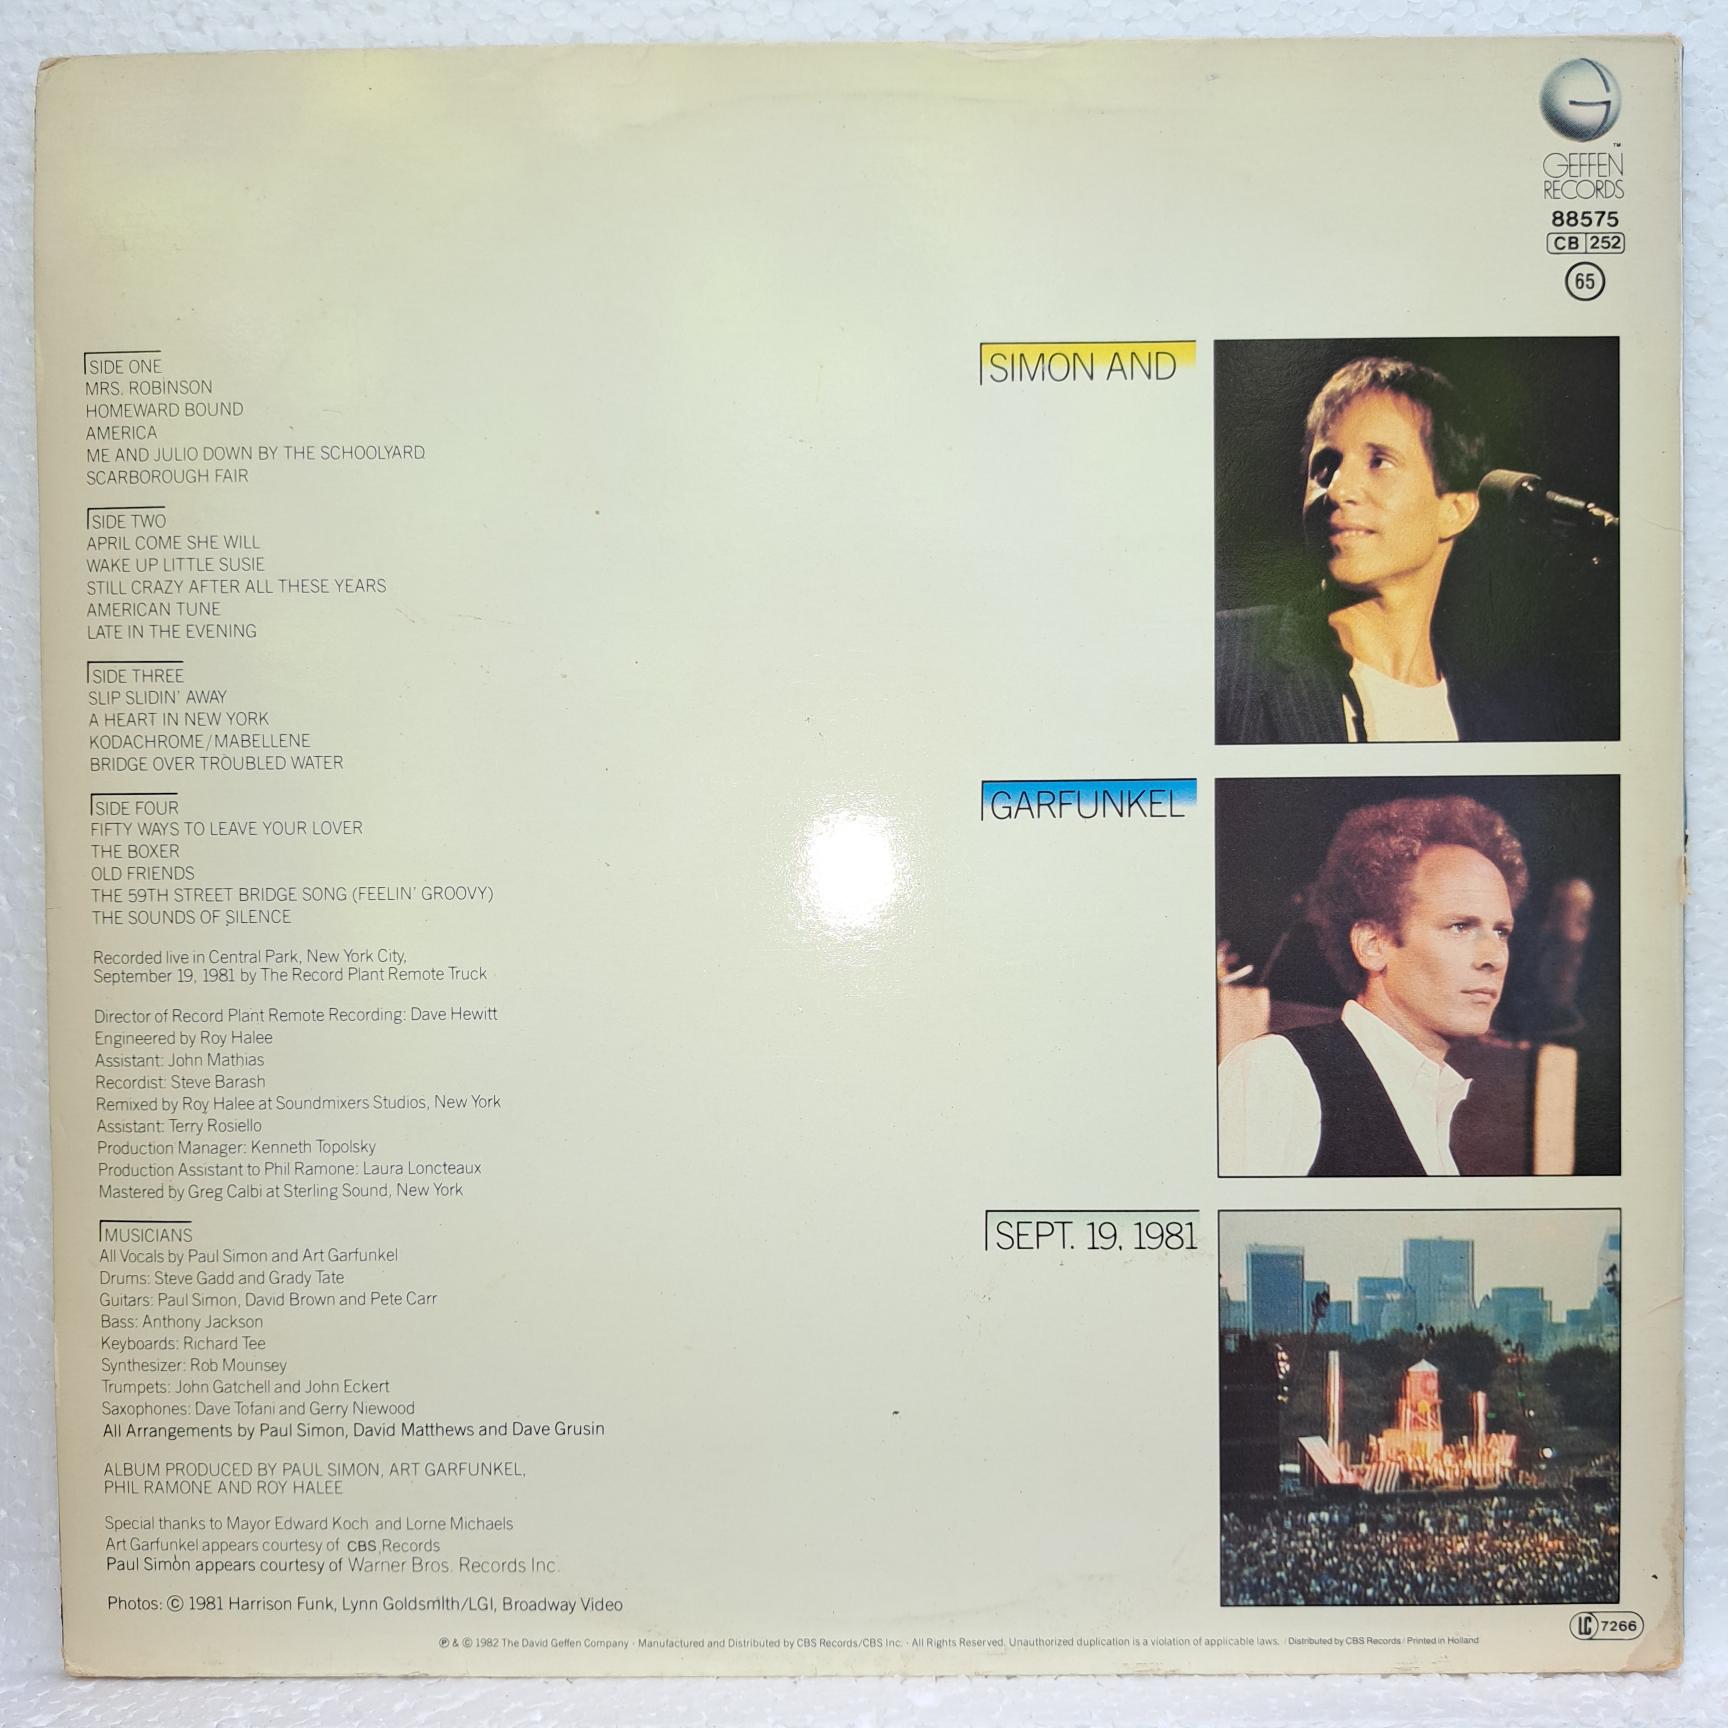 GEFFEN
RECORDS
™
88575
CB 252
65
SIDE ONE
MRS. ROBINSON
HOMEWARD BOUND
AMERICA
ME AND JULIO DOWN BY THE SCHOOLYARD
SCARBOROUGH FAIR
SIDE TWO
APRIL COME SHE WILL
WAKE UP LITTLE SUSIE
STILL CRAZY AFTER ALL THESE YEARS
AMERICAN TUNE
LATE IN THE EVENING
SIDE THREE
SLIP SLIDIN' AWAY
A HEART IN NEW YORK
KODACHROME/MABELLENE
BRIDGE OVER TROUBLED WATER
SIDE FOUR
FIFTY WAYS TO LEAVE YOUR LOVER
THE BOXER
OLD FRIENDS
THE 59TH STREET BRIDGE SONG (FEELIN' GROOVY)
THE SOUNDS OF SILENCE
Recorded live in Central Park, New York City,
September 19, 1981 by The Record Plant Remote Truck
Director of Record Plant Remote Recording: Dave Hewitt
Engineered by Roy Halee
Assistant: John Mathias
Recordist: Steve Barash
Remixed by Roy Halee at Soundmixers Studios, New York
Assistant: Terry Rosiello
Production Manager: Kenneth Topolsky
Production Assistant to Phil Ramone: Laura Loncteaux
Mastered by Greg Calbi at Sterling Sound, New York
MUSICIANS
All Vocals by Paul Simon and Art Garfunkel
Drums: Steve Gadd and Grady Tate
Guitars: Paul Simon, David Brown and Pete Carr
Bass: Anthony Jackson
Keyboards: Richard Tee
Synthesizer: Rob Mounsey
Trumpets: John Gatchell and John Eckert
Saxophones: Dave Tofani and Gerry Niewood
All Arrangements by Paul Simon, David Matthews and Dave Grusin
ALBUM PRODUCED BY PAUL SIMON, ART GARFUNKEL,
PHIL RAMONE AND ROY HALEE
Special thanks to Mayor Edward Koch and Lorne Michaels
Art Garfunkel appears courtesy of CBS Records
Paul Simon appears courtesy of Warner Bros. Records Inc.
Photos: © 1981 Harrison Funk, Lynn Goldsmith/LGI, Broadway Video
SIMON AND
GARFUNKEL
SEPT. 19, 1981
LC 7266
℗ & © 1982 The David Geffen Company · Manufactured and Distributed by CBS Records/CBS Inc. · All Rights Reserved. Unauthorized duplication is a violation of applicable laws. / Distributed by CBS Records / Printed in Holland